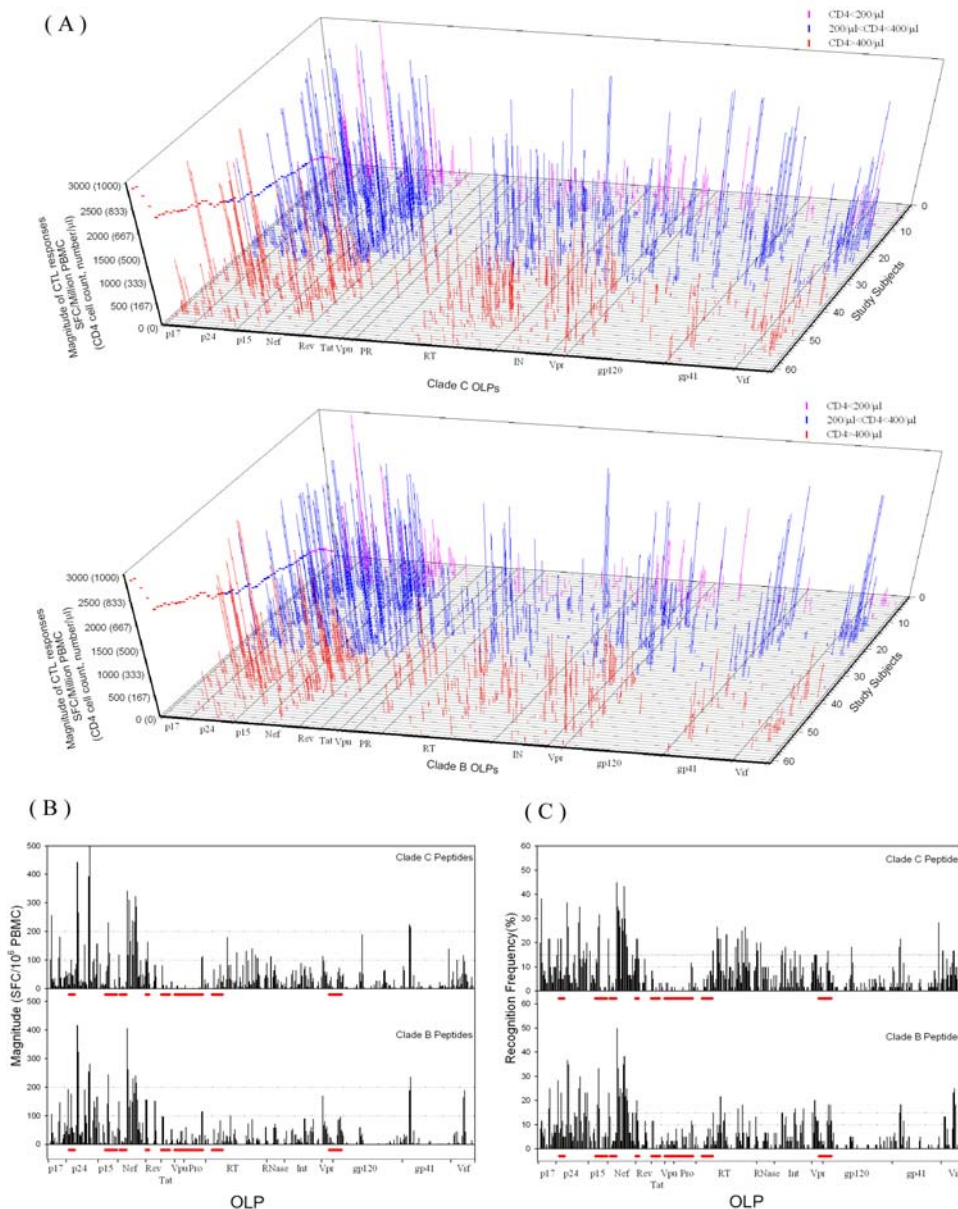 ( A )
CD4<200/µl
200/µl<CD4<400/µl
CD4>400/µl
3000 (1000)
2500 (833)
2000 (667)
1500 (500)
1000 (333)
500 (167)
0 (0)
Magnitude of CTL responses
SFC/Million PBMC
(CD4 cell count, number/µl)
p17
p24
p15
Nef
Rev
Tat
Vpu
PR
RT
IN
Vpr
gp120
gp41
Vif
Clade C OLPs
0
10
20
30
40
50
60
Study Subjects
CD4<200/µl
200/µl<CD4<400/µl
CD4>400/µl
3000 (1000)
2500 (833)
2000 (667)
1500 (500)
1000 (333)
500 (167)
0 (0)
Magnitude of CTL responses
SFC/Million PBMC
(CD4 cell count, number/µl)
p17
p24
p15
Nef
Rev
Tat
Vpu
PR
RT
IN
Vpr
gp120
gp41
Vif
Clade B OLPs
0
10
20
30
40
50
60
Study Subjects
( B )
Magnitude (SFC/10⁶ PBMC)
500
400
300
200
100
0
Clade C Peptides
500
400
300
200
100
0
Clade B Peptides
p17 p24 p15 Nef Rev Tat Vpu Pro RT RNase Int Vpr gp120 gp41 Vif
OLP
( C )
Recognition Frequency(%)
60
50
40
30
20
10
0
Clade C Peptide
60
50
40
30
20
10
0
Clade B Peptide
p17 p24 p15 Nef Rev Tat Vpu Pro RT RNase Int Vpr gp120 gp41
OLP